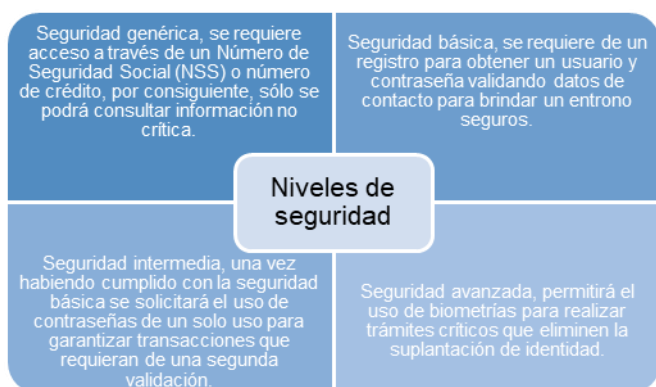 Seguridad genérica, se requiere
acceso a través de un Número de
Seguridad Social (NSS) o número
de crédito, por consiguiente, sólo se
podrá consultar información no
crítica.
Seguridad básica, se requiere de un
registro para obtener un usuario y
contraseña validando datos de
contacto para brindar un entrono
seguros.
Niveles de
seguridad
Seguridad intermedia, una vez
habiendo cumplido con la seguridad
básica se solicitará el uso de
contraseñas de un solo uso para
garantizar transacciones que
requieran de una segunda
validación.
Seguridad avanzada, permitirá el
uso de biometrías para realizar
trámites críticos que eliminen la
suplantación de identidad.